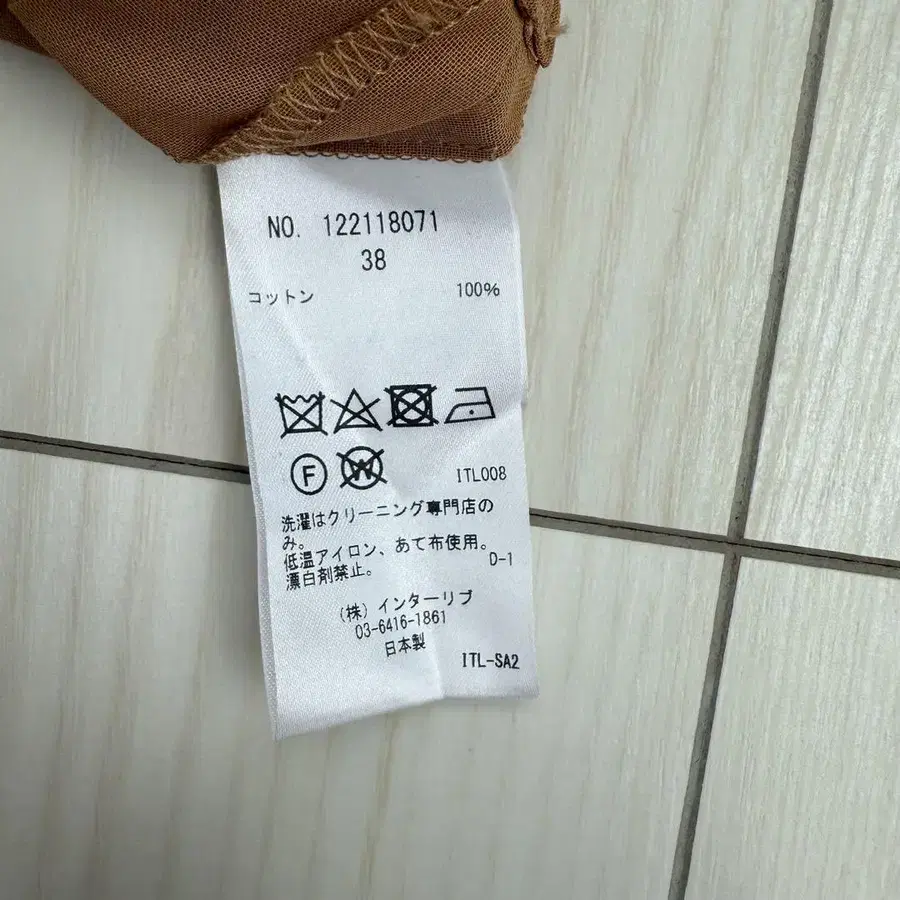 NO. 122118071
38
コットン 100%
F W ITL008
洗濯はクリーニング専門店の
み。
低温アイロン、あて布使用。
漂白剤禁止。 D-1
(株) インターリブ
03-6416-1861
日本製
ITL-SA2